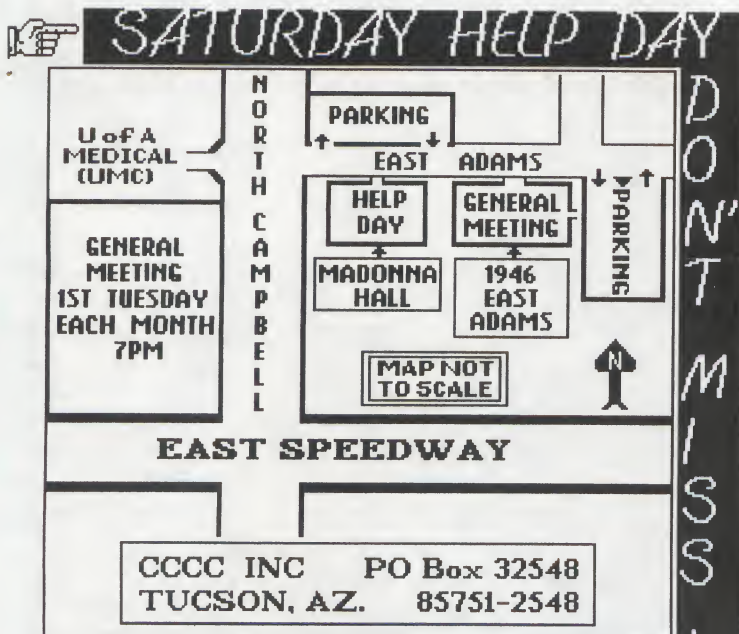 SATURDAY HELP DAY
DON'T MISS
NORTH CAMPBELL
PARKING
U of A
MEDICAL
(UMC)
EAST ADAMS
HELP
DAY
GENERAL
MEETING
PARKING
MADONNA
HALL
1946
EAST
ADAMS
GENERAL
MEETING
1ST TUESDAY
EACH MONTH
7PM
MAP NOT
TO SCALE
N
EAST SPEEDWAY
CCCC INC PO Box 32548
TUCSON, AZ. 85751-2548